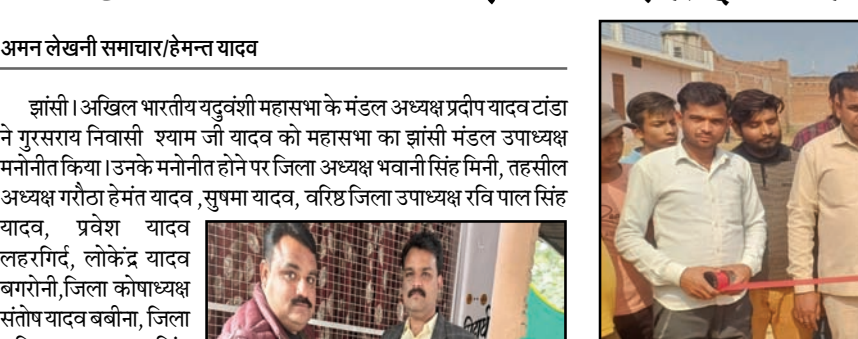 अमन लेखनी समाचार/हेमन्त यादव
झांसी। अखिल भारतीय यदुवंशी महासभा के मंडल अध्यक्ष प्रदीप यादव टांडा
ने गुरसराय निवासी श्याम जी यादव को महासभा का झांसी मंडल उपाध्यक्ष
मनोनीत किया।उनके मनोनीत होने पर जिला अध्यक्ष भवानी सिंह मिनी, तहसील
अध्यक्ष गरौठा हेमंत यादव ,सुषमा यादव, वरिष्ठ जिला उपाध्यक्ष रवि पाल सिंह
यादव, प्रवेश यादव
लहरगिर्द, लोकेंद्र यादव
बगरोनी,जिला कोषाध्यक्ष
संतोष यादव बबीना, जिला